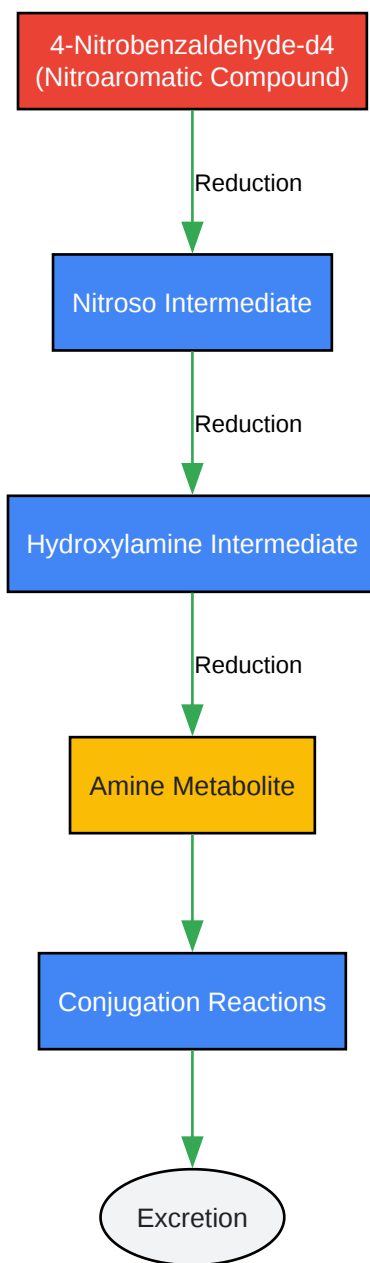 4-Nitrobenzaldehyde-d4
(Nitroaromatic Compound)
Reduction
Nitroso Intermediate
Reduction
Hydroxylamine Intermediate
Reduction
Amine Metabolite
Conjugation Reactions
Excretion